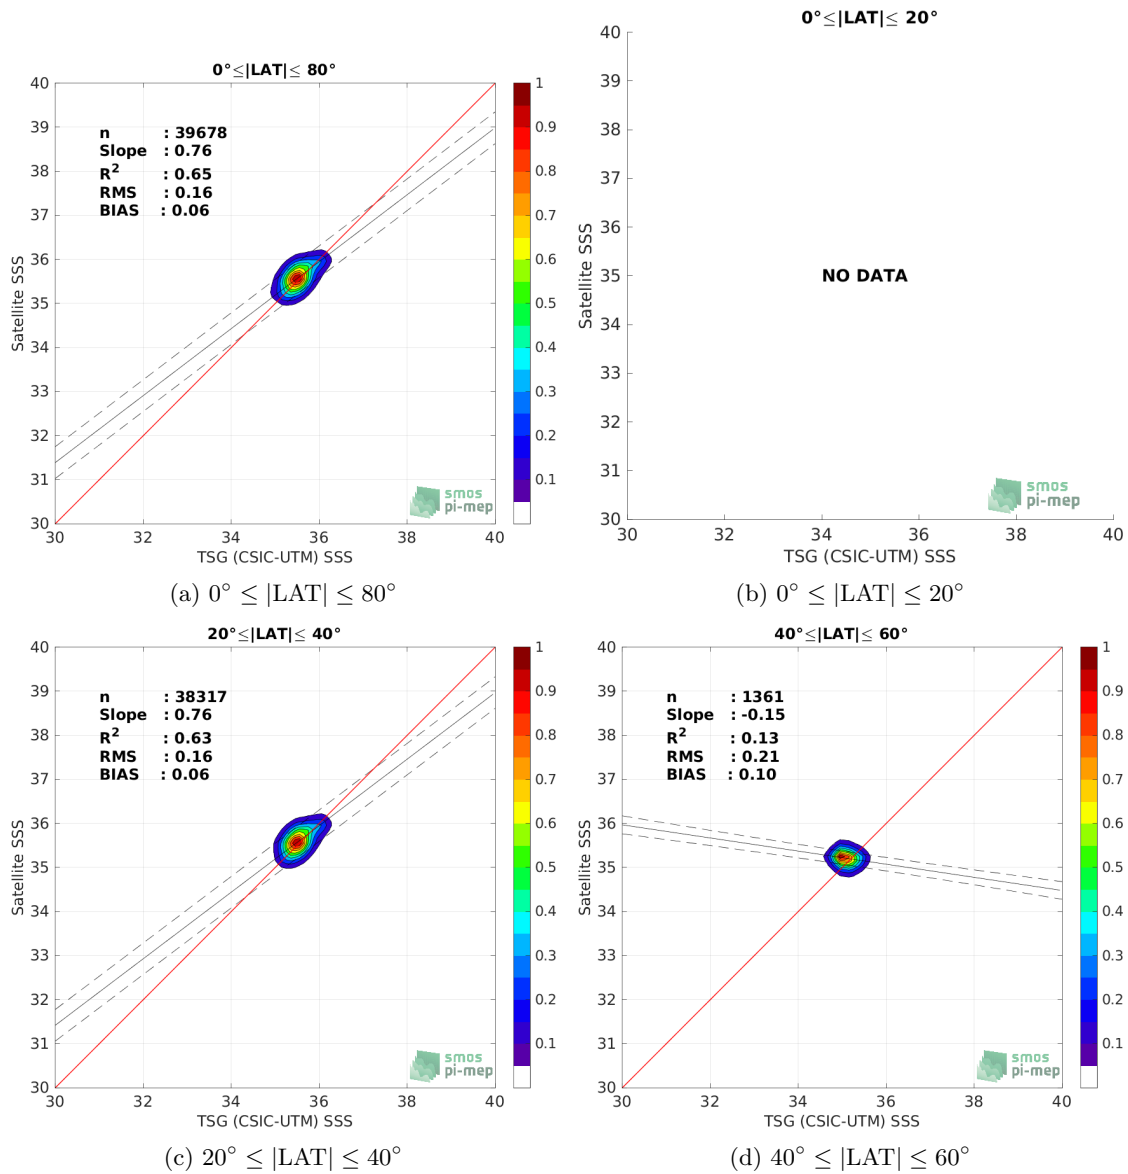 0°≤|LAT|≤ 80°
40
39
38
37
36
35
34
33
32
31
30
Satellite SSS
n : 39678
Slope : 0.76
R² : 0.65
RMS : 0.16
BIAS : 0.06
smos
pi-mep
30 32 34 36 38 40
TSG (CSIC-UTM) SSS
1
0.9
0.8
0.7
0.6
0.5
0.4
0.3
0.2
0.1
(a) 0° ≤ |LAT| ≤ 80°
0°≤|LAT|≤ 20°
40
39
38
37
36
35
34
33
32
31
30
Satellite SSS
NO DATA
smos
pi-mep
30 32 34 36 38 40
TSG (CSIC-UTM) SSS
(b) 0° ≤ |LAT| ≤ 20°
20°≤|LAT|≤ 40°
40
39
38
37
36
35
34
33
32
31
30
Satellite SSS
n : 38317
Slope : 0.76
R² : 0.63
RMS : 0.16
BIAS : 0.06
smos
pi-mep
30 32 34 36 38 40
TSG (CSIC-UTM) SSS
1
0.9
0.8
0.7
0.6
0.5
0.4
0.3
0.2
0.1
(c) 20° ≤ |LAT| ≤ 40°
40°≤|LAT|≤ 60°
40
39
38
37
36
35
34
33
32
31
30
Satellite SSS
n : 1361
Slope : -0.15
R² : 0.13
RMS : 0.21
BIAS : 0.10
smos
pi-mep
30 32 34 36 38 40
TSG (CSIC-UTM) SSS
1
0.9
0.8
0.7
0.6
0.5
0.4
0.3
0.2
0.1
(d) 40° ≤ |LAT| ≤ 60°